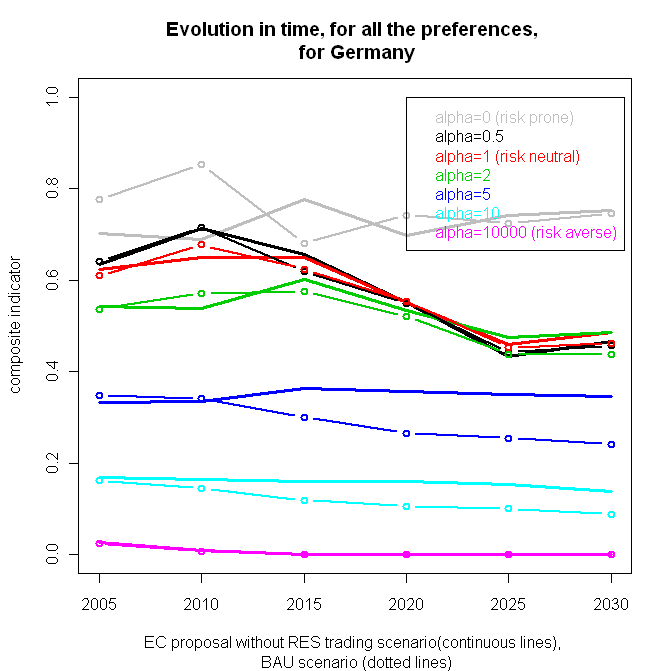 Evolution in time, for all the preferences,
for Germany
composite indicator
1.0
0.8
0.6
0.4
0.2
0.0
alpha=0 (risk prone)
alpha=0.5
alpha=1 (risk neutral)
alpha=2
alpha=5
alpha=10
alpha=10000 (risk averse)
2005 2010 2015 2020 2025 2030
EC proposal without RES trading scenario(continuous lines),
BAU scenario (dotted lines)